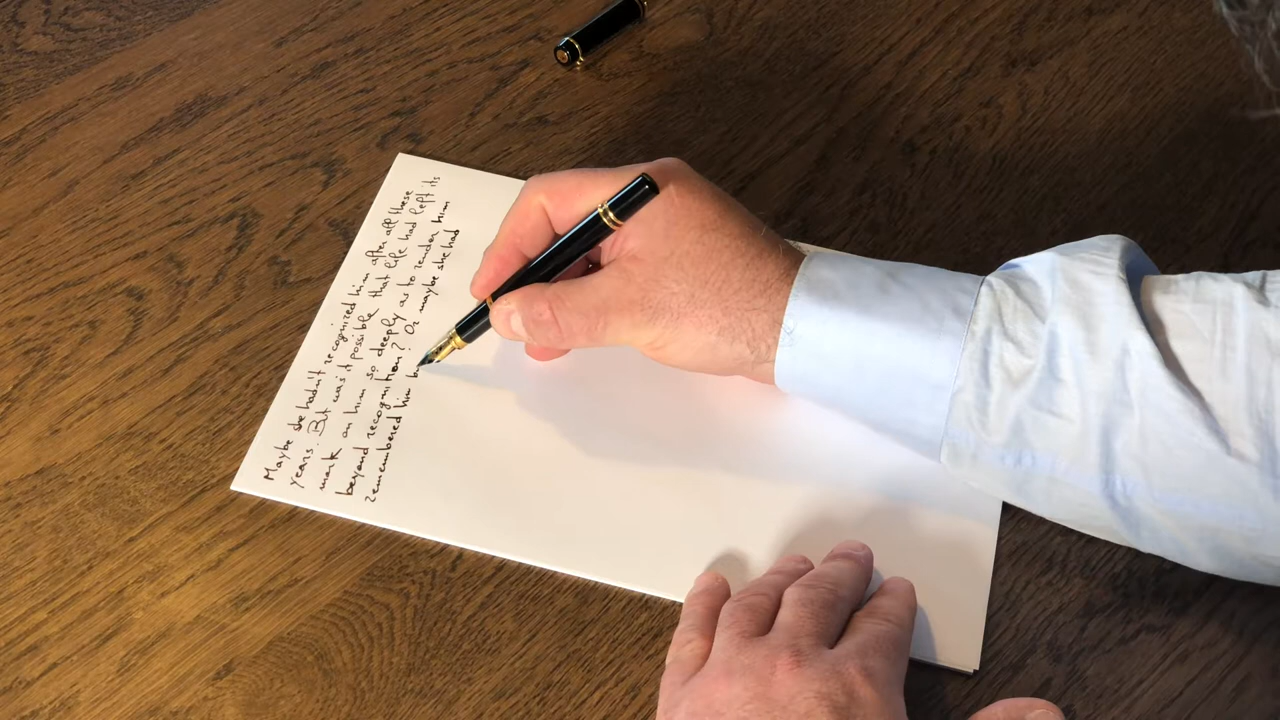 Maybe she hadn't recognized him after all these
years. But was it possible that life had left its
mark on him so deeply as to render him
beyond recognition? Or maybe she had
remembered him bu